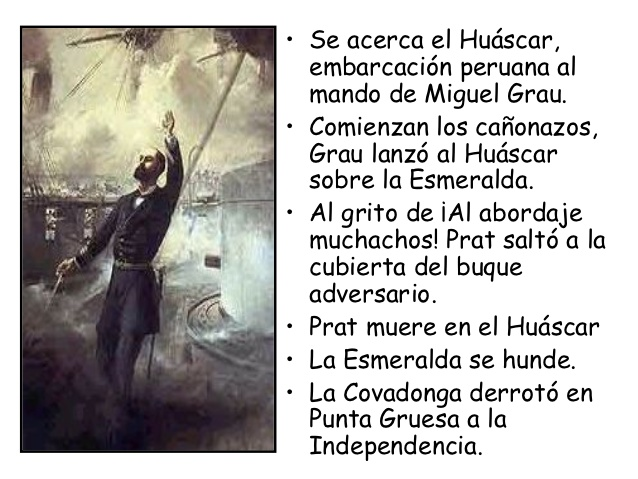 • Se acerca el Huáscar,
embarcación peruana al
mando de Miguel Grau.
• Comienzan los cañonazos,
Grau lanzó al Huáscar
sobre la Esmeralda.
• Al grito de ¡Al abordaje
muchachos! Prat saltó a la
cubierta del buque
adversario.
• Prat muere en el Huáscar
• La Esmeralda se hunde.
• La Covadonga derrotó en
Punta Gruesa a la
Independencia.